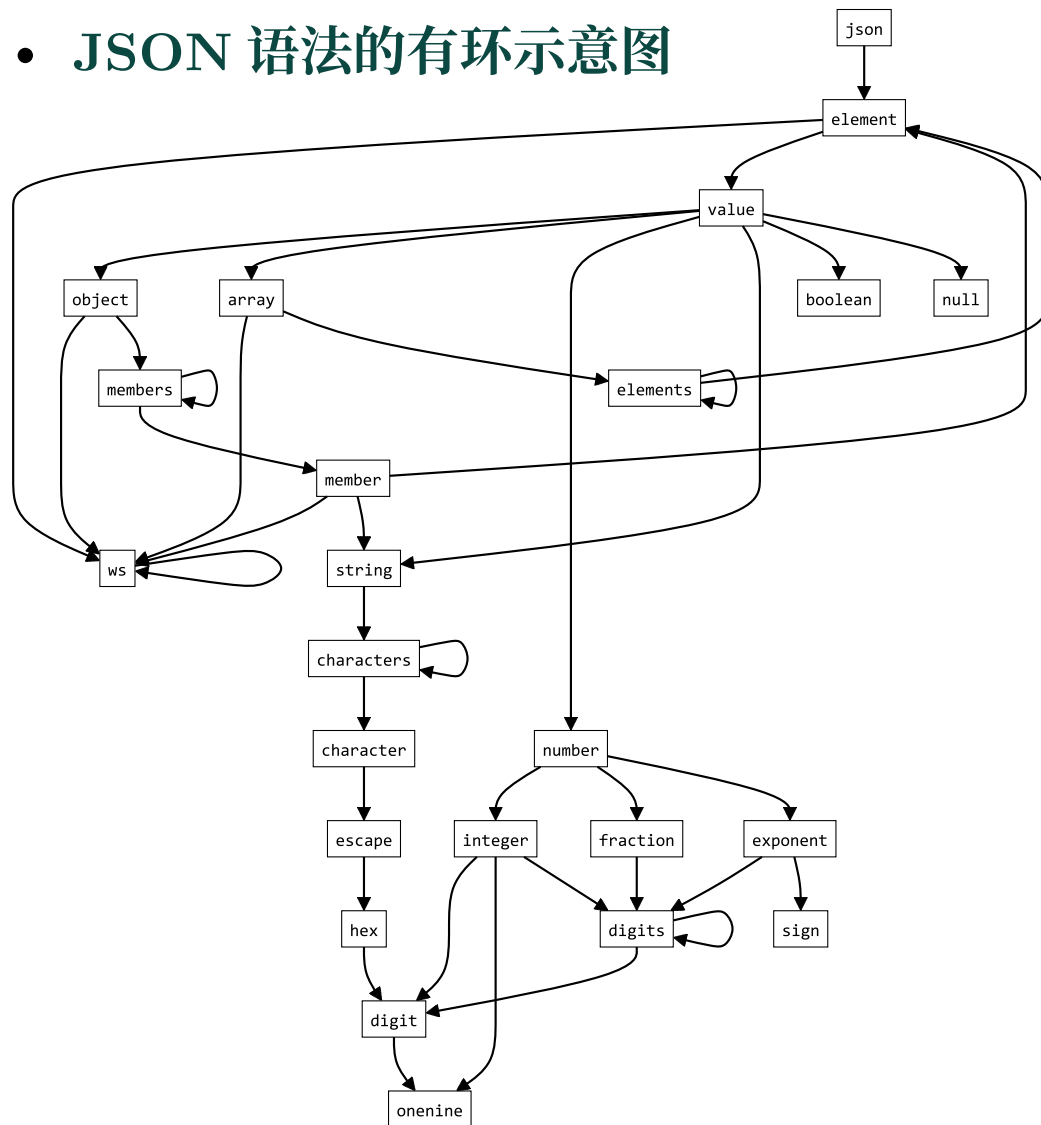 • JSON 语法的有环示意图
json
element
value
object
array
boolean
null
members
elements
member
ws
string
characters
character
number
escape
integer
fraction
exponent
hex
digits
sign
digit
onenine